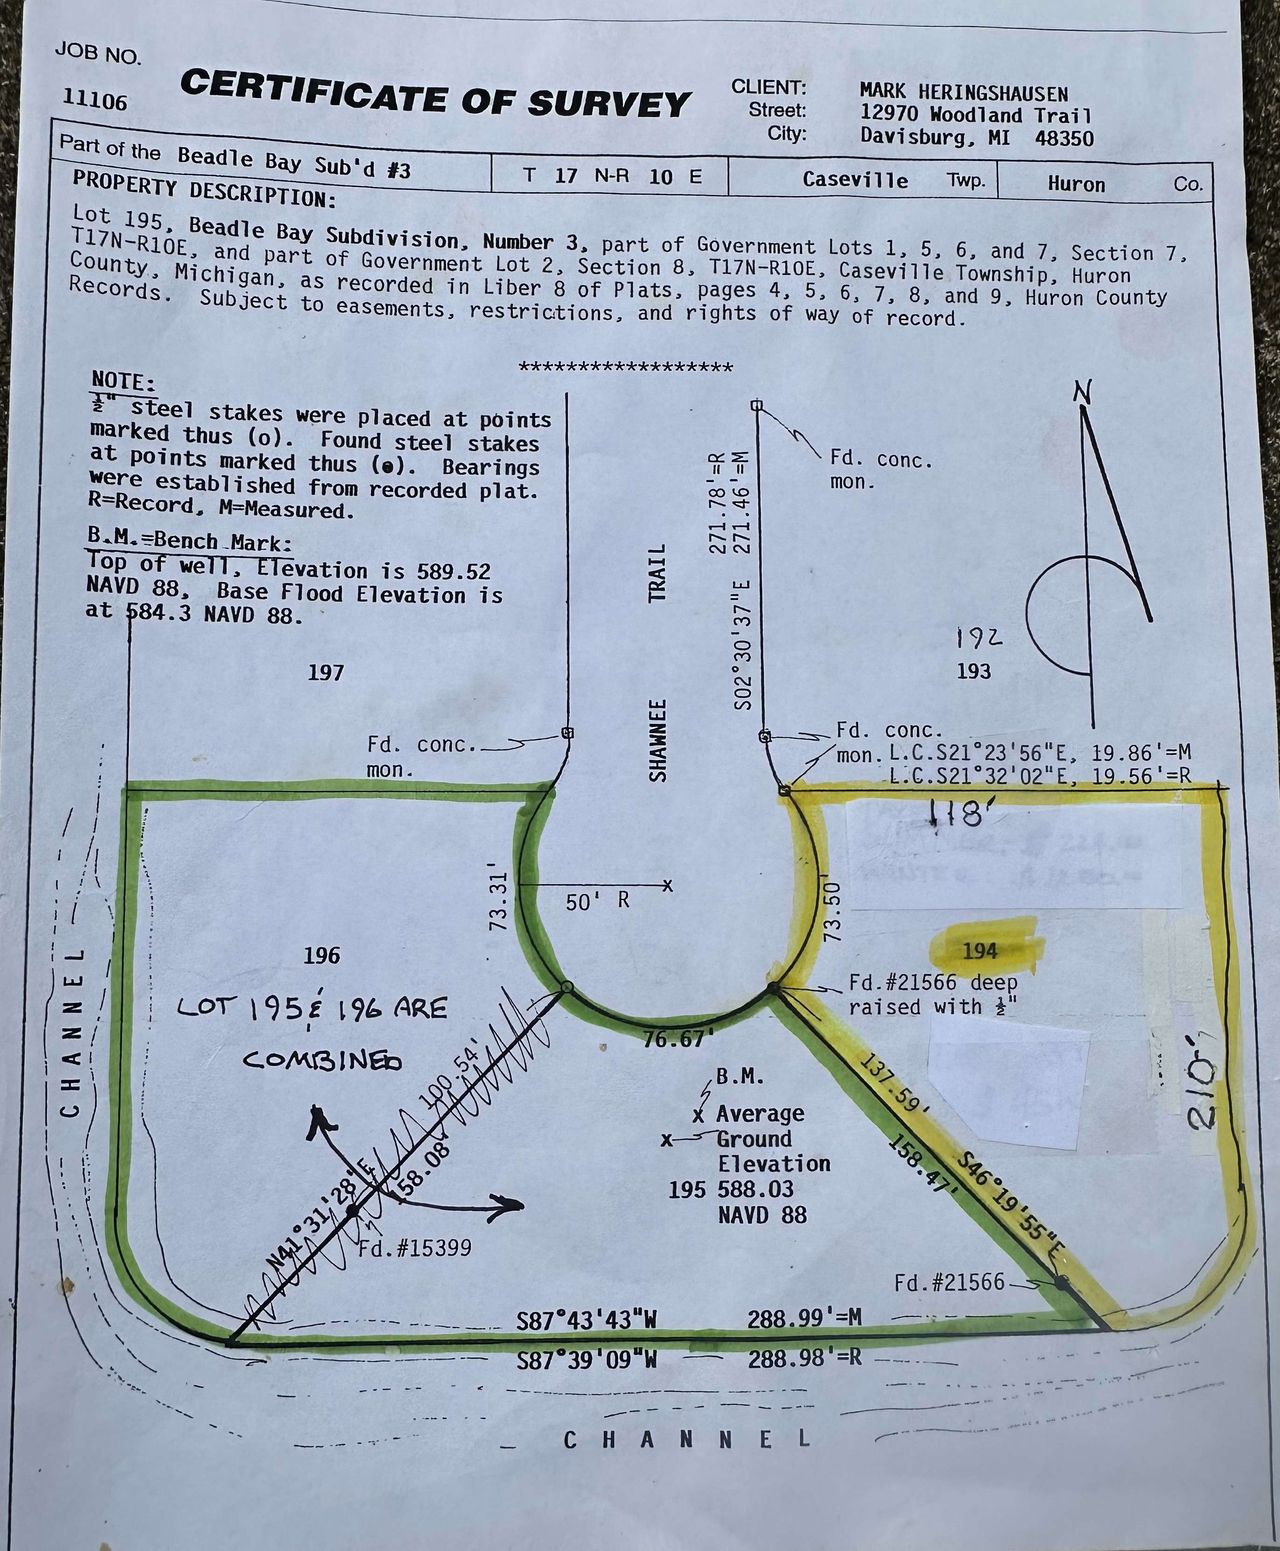 JOB NO.
11106
CERTIFICATE OF SURVEY
CLIENT: MARK HERINGSHAUSEN
Street: 12970 Woodland Trail
City: Davisburg, MI 48350
Part of the Beadle Bay Sub'd #3
T 17 N-R 10 E
Caseville Twp.
Huron Co.
PROPERTY DESCRIPTION:
Lot 195, Beadle Bay Subdivision, Number 3, part of Government Lots 1, 5, 6, and 7, Section 7,
T17N-R10E, and part of Government Lot 2, Section 8, T17N-R10E, Caseville Township, Huron
County, Michigan, as recorded in Liber 8 of Plats, pages 4, 5, 6, 7, 8, and 9, Huron County
Records. Subject to easements, restrictions, and rights of way of record.
******************
NOTE:
½" steel stakes were placed at points
marked thus (o). Found steel stakes
at points marked thus (●). Bearings
were established from recorded plat.
R=Record, M=Measured.
B.M.=Bench Mark:
Top of well, Elevation is 589.52
NAVD 88, Base Flood Elevation is
at 584.3 NAVD 88.
N
Fd. conc.
mon.
271.78'=R
S02°30'37"E 271.46'=M
SHAWNEE TRAIL
192
193
197
Fd. conc.
mon.
Fd. conc.
mon.
L.C.S21°23'56"E, 19.86'=M
L.C.S21°32'02"E, 19.56'=R
118'
73.31'
50' R
x
73.50'
194
196
Fd.#21566 deep
raised with ½"
LOT 195 & 196 ARE
COMBINED
76.67'
CHANNEL
210'
100.54'
158.08'
N41°31'28"E
Fd.#15399
B.M.
x Average
x Ground
Elevation
195 588.03
NAVD 88
137.59'
158.47'
S46°19'55"E
Fd.#21566
S87°43'43"W 288.99'=M
S87°39'09"W 288.98'=R
CHANNEL